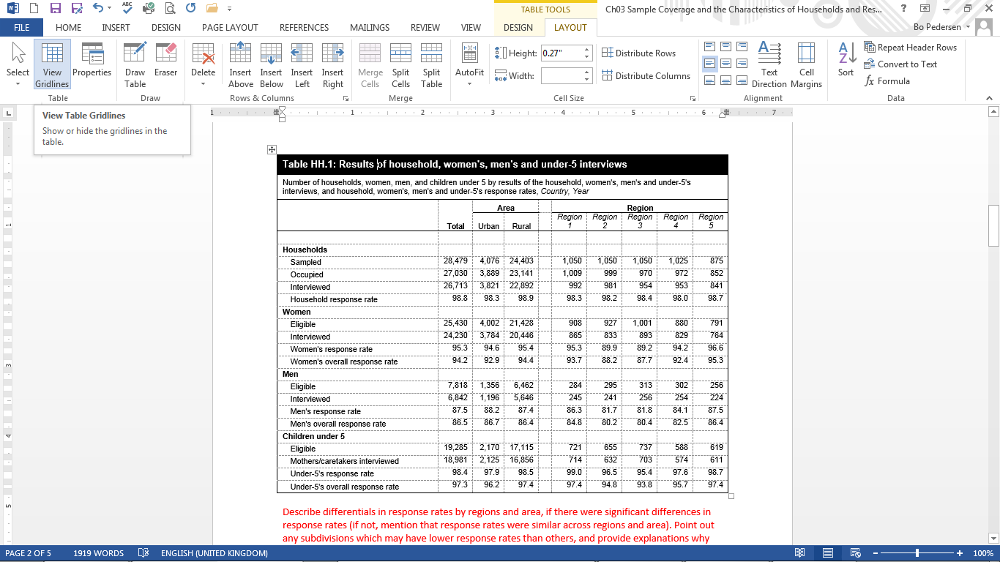 TABLE TOOLS
Ch03 Sample Coverage and the Characteristics of Households and Res...
FILE HOME INSERT DESIGN PAGE LAYOUT REFERENCES MAILINGS REVIEW VIEW DESIGN LAYOUT
Bo Pedersen
Select
View Gridlines
Properties
Draw Table
Eraser
Delete
Insert Above
Insert Below
Insert Left
Insert Right
Merge Cells
Split Cells
Split Table
AutoFit
Height: 0.27"
Width:
Distribute Rows
Distribute Columns
Text Direction
Cell Margins
Sort
Repeat Header Rows
Convert to Text
Formula
Table Draw Rows & Columns Merge Cell Size Alignment Data
View Table Gridlines
Show or hide the gridlines in the
table.
1 1 2 3 4 5 6 7
Table HH.1: Results of household, women's, men's and under-5 interviews
Number of households, women, men, and children under 5 by results of the household, women's, men's and under-5's
interviews, and household, women's, men's and under-5's response rates, Country, Year
Area Region
Total Urban Rural Region 1 Region 2 Region 3 Region 4 Region 5
Households
Sampled 28,479 4,076 24,403 1,050 1,050 1,050 1,025 875
Occupied 27,030 3,889 23,141 1,009 999 970 972 852
Interviewed 26,713 3,821 22,892 992 981 954 953 841
Household response rate 98.8 98.3 98.9 98.3 98.2 98.4 98.0 98.7
Women
Eligible 25,430 4,002 21,428 908 927 1,001 880 791
Interviewed 24,230 3,784 20,446 865 833 893 829 764
Women's response rate 95.3 94.6 95.4 95.3 89.9 89.2 94.2 96.6
Women's overall response rate 94.2 92.9 94.4 93.7 88.2 87.7 92.4 95.3
Men
Eligible 7,818 1,356 6,462 284 295 313 302 256
Interviewed 6,842 1,196 5,646 245 241 256 254 224
Men's response rate 87.5 88.2 87.4 86.3 81.7 81.8 84.1 87.5
Men's overall response rate 86.5 86.7 86.4 84.8 80.2 80.4 82.5 86.4
Children under 5
Eligible 19,285 2,170 17,115 721 655 737 588 619
Mothers/caretakers interviewed 18,981 2,125 16,856 714 632 703 574 611
Under-5's response rate 98.4 97.9 98.5 99.0 96.5 95.4 97.6 98.7
Under-5's overall response rate 97.3 96.2 97.4 97.4 94.8 93.8 95.7 97.4
Describe differentials in response rates by regions and area, if there were significant differences in
response rates (if not, mention that response rates were similar across regions and area). Point out
any subdivisions which may have lower response rates than others, and provide explanations why
1
3
4
5
PAGE 2 OF 5 1919 WORDS ENGLISH (UNITED KINGDOM) 100%